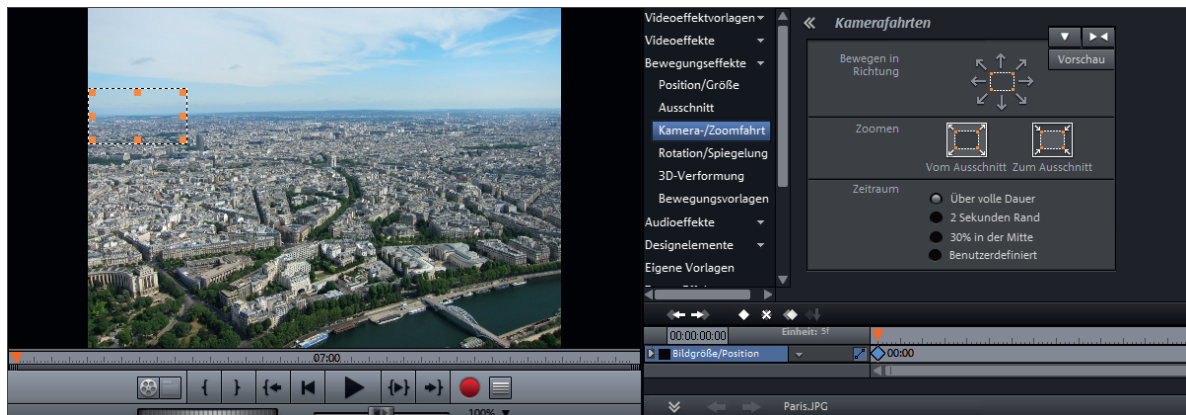 Videoeffektvorlagen
Videoeffekte
Bewegungseffekte
Position/Größe
Ausschnitt
Kamera-/Zoomfahrt
Rotation/Spiegelung
3D-Verformung
Bewegungsvorlagen
Audioeffekte
Designelemente
Eigene Vorlagen
Kamerafahrten
Vorschau
Bewegen in
Richtung
Zoomen
Vom Ausschnitt Zum Ausschnitt
Zeitraum
Über volle Dauer
2 Sekunden Rand
30% in der Mitte
Benutzerdefiniert
07:00
100%
00:00:00:00
Einheit: 5f
Bildgröße/Position
00:00
Paris.JPG